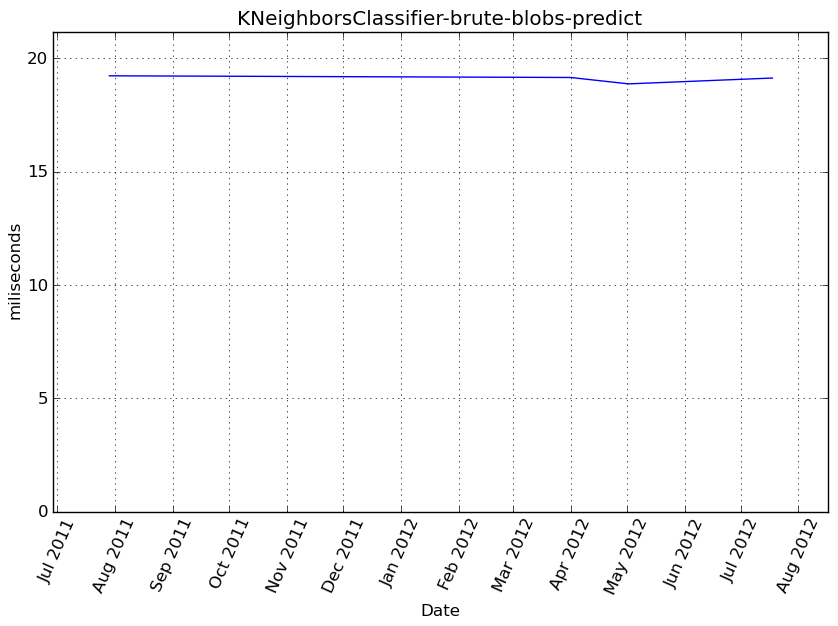 KNeighborsClassifier-brute-blobs-predict
20
15
10
5
0
miliseconds
Jul 2011
Aug 2011
Sep 2011
Oct 2011
Nov 2011
Dec 2011
Jan 2012
Feb 2012
Mar 2012
Apr 2012
May 2012
Jun 2012
Jul 2012
Aug 2012
Date